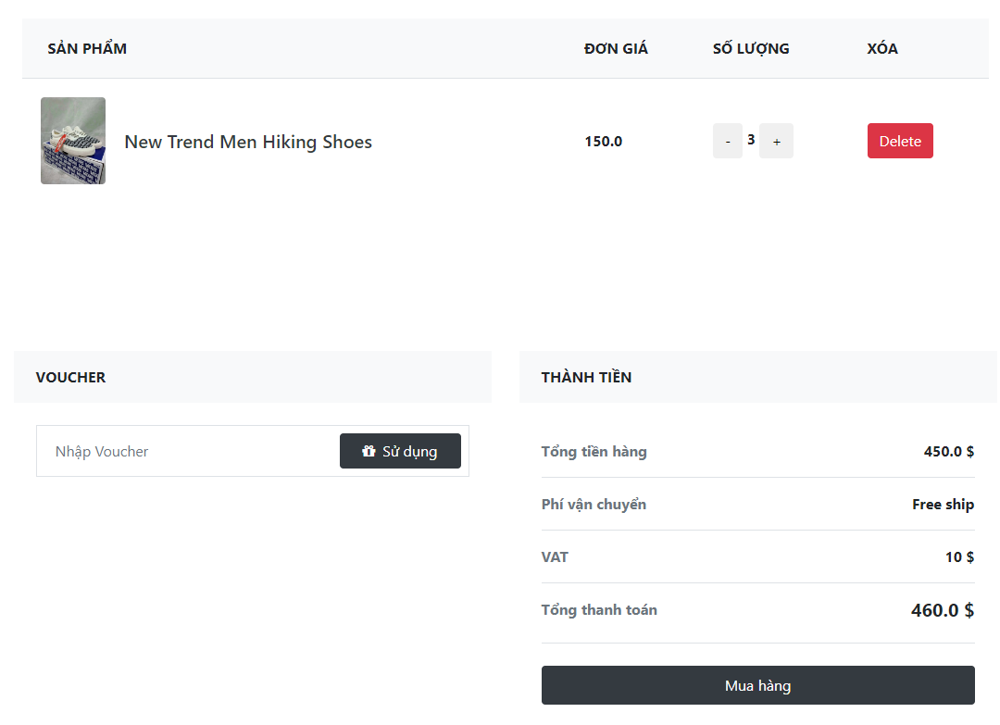 SẢN PHẨM ĐƠN GIÁ SỐ LƯỢNG XÓA
New Trend Men Hiking Shoes 150.0 - 3 + Delete
VOUCHER
Nhập Voucher Sử dụng
THÀNH TIỀN
Tổng tiền hàng 450.0 $
Phí vận chuyển Free ship
VAT 10 $
Tổng thanh toán 460.0 $
Mua hàng